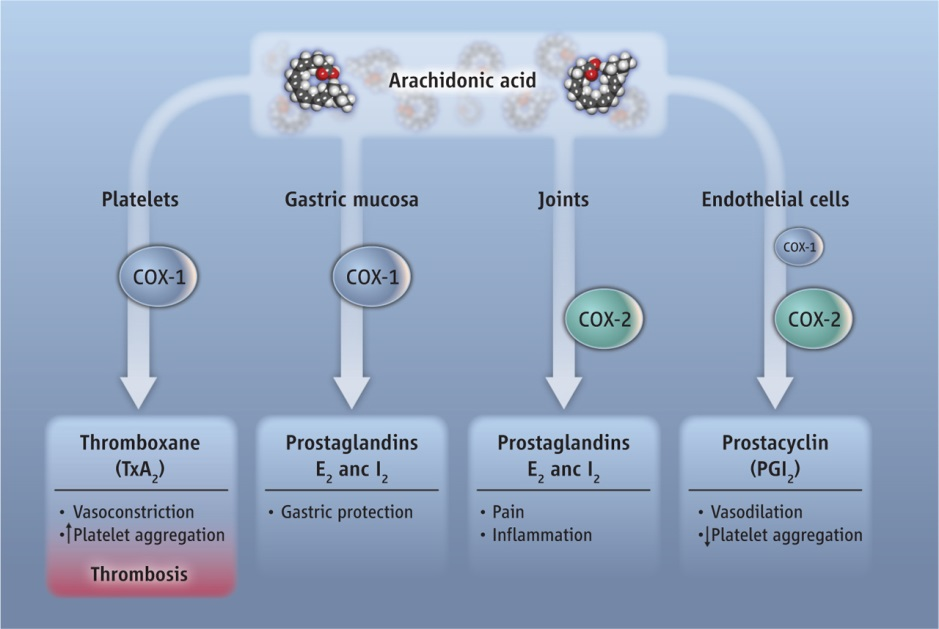 Arachidonic acid
Platelets
Gastric mucosa
Joints
Endothelial cells
COX-1
COX-1
COX-2
COX-1
COX-2
Thromboxane
(TxA₂)
• Vasoconstriction
•↑Platelet aggregation
Thrombosis
Prostaglandins
E₂ anc I₂
• Gastric protection
Prostaglandins
E₂ anc I₂
• Pain
• Inflammation
Prostacyclin
(PGI₂)
• Vasodilation
•↓Platelet aggregation